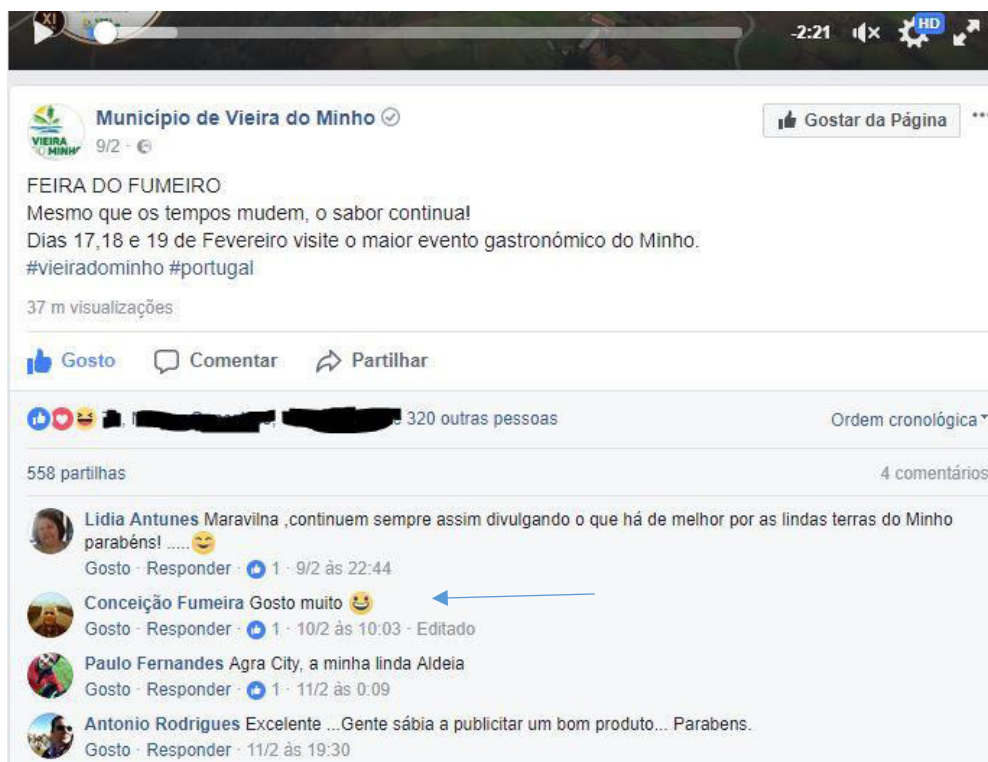 XI
-2:21 HD
Município de Vieira do Minho
Gostar da Página ...
VIEIRA DO MINHO
9/2 ·
FEIRA DO FUMEIRO
Mesmo que os tempos mudem, o sabor continua!
Dias 17,18 e 19 de Fevereiro visite o maior evento gastronómico do Minho.
#vieiradominho #portugal
37 m visualizações
Gosto Comentar Partilhar
320 outras pessoas Ordem cronológica
558 partilhas 4 comentários
Lidia Antunes Maravilna ,continuem sempre assim divulgando o que há de melhor por as lindas terras do Minho
parabéns! .....
Gosto · Responder · 1 · 9/2 às 22:44
Conceição Fumeira Gosto muito
Gosto · Responder · 1 · 10/2 às 10:03 · Editado
Paulo Fernandes Agra City, a minha linda Aldeia
Gosto · Responder · 1 · 11/2 às 0:09
Antonio Rodrigues Excelente ...Gente sábia a publicitar um bom produto... Parabens.
Gosto · Responder · 11/2 às 19:30